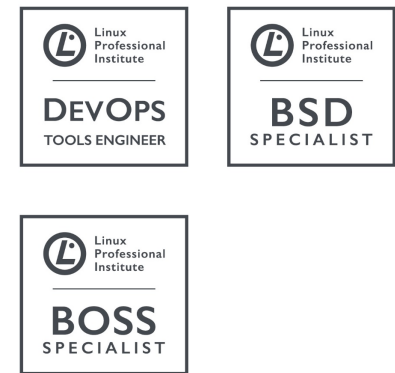 Linux
Professional
Institute
DEVOPS
TOOLS ENGINEER
Linux
Professional
Institute
BSD
SPECIALIST
Linux
Professional
Institute
BOSS
SPECIALIST